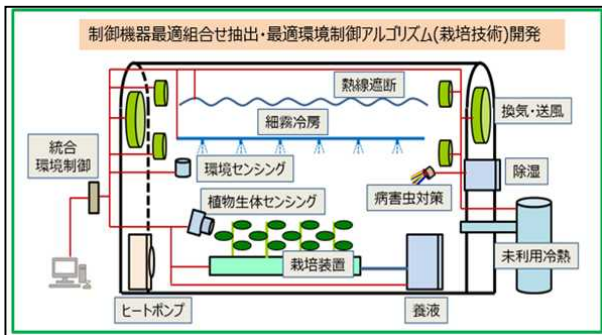 制御機器最適組合せ抽出・最適環境制御アルゴリズム(栽培技術)開発
熱線遮断
換気・送風
細霧冷房
統合
環境制御
環境センシング
除湿
植物生体センシング
病害虫対策
未利用冷熱
栽培装置
ヒートポンプ
養液